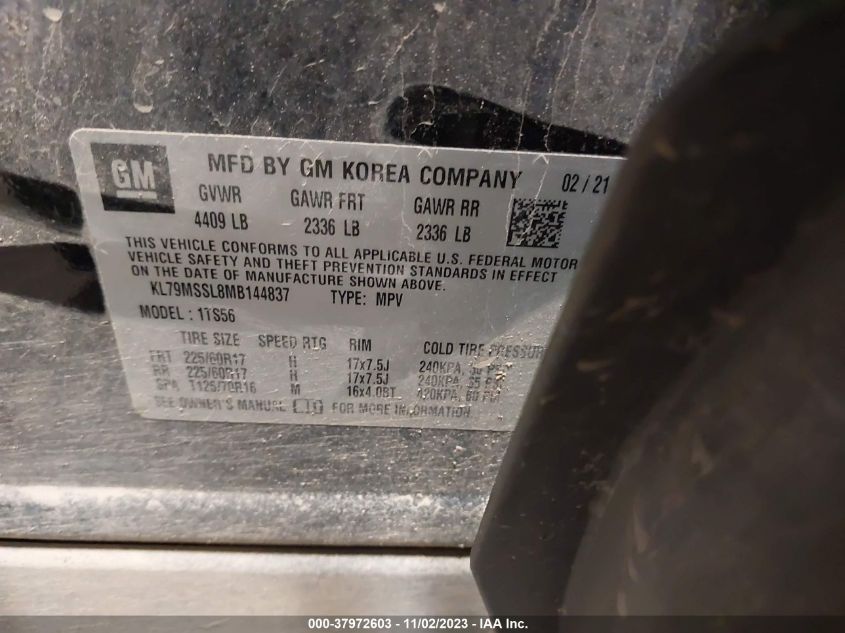 GM
MFD BY GM KOREA COMPANY 02 / 21
GVWR GAWR FRT GAWR RR
4409 LB 2336 LB 2336 LB
THIS VEHICLE CONFORMS TO ALL APPLICABLE U.S. FEDERAL MOTOR
VEHICLE SAFETY AND THEFT PREVENTION STANDARDS IN EFFECT
ON THE DATE OF MANUFACTURE SHOWN ABOVE.
KL79MSSL8MB144837 TYPE: MPV
MODEL : 1TS56
TIRE SIZE SPEED RTG RIM COLD TIRE PRESSURE
FRT 225/60R17 H 17x7.5J 240KPA,
RR 225/60R17 H 17x7.5J 240KPA, 35 PSI
SPA T125/70R16 M 16x4.0BT 420KPA, 60 PSI
SEE OWNER'S MANUAL FOR MORE INFORMATION
000-37972603 - 11/02/2023 - IAA Inc.